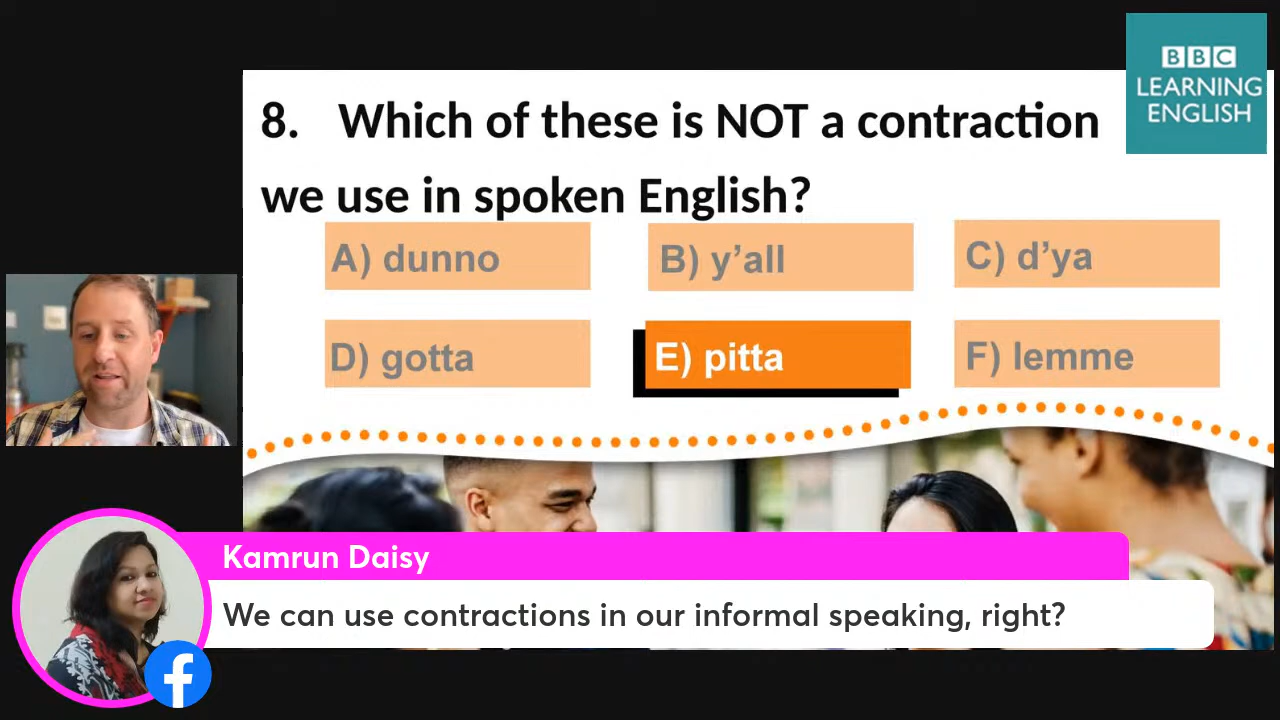 BBC
LEARNING
ENGLISH
8. Which of these is NOT a contraction
we use in spoken English?
A) dunno
B) y’all
C) d’ya
D) gotta
E) pitta
F) lemme
Kamrun Daisy
We can use contractions in our informal speaking, right?